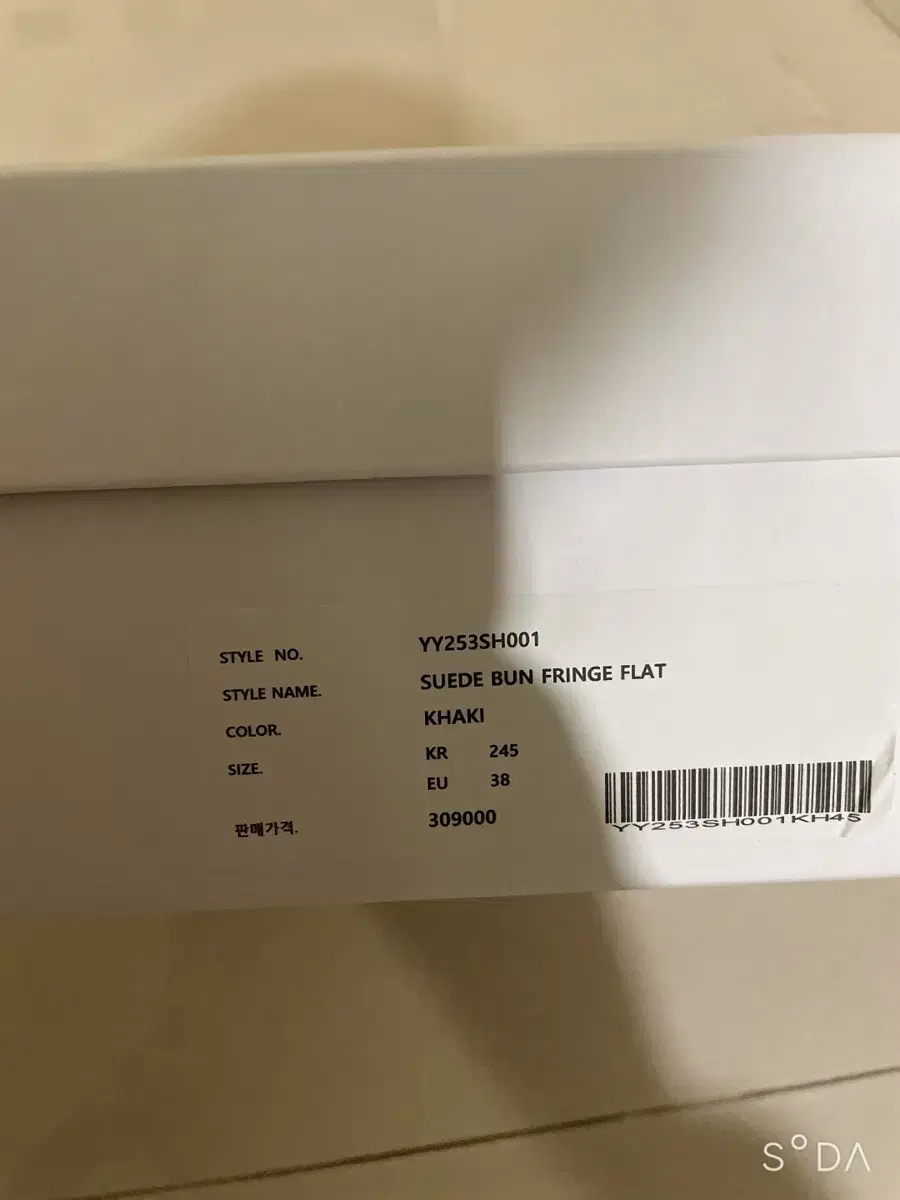 STYLE NO. YY253SH001
STYLE NAME. SUEDE BUN FRINGE FLAT
COLOR. KHAKI
SIZE. KR 245
EU 38
판매가격. 309000
YY253SH001KH45
SODA